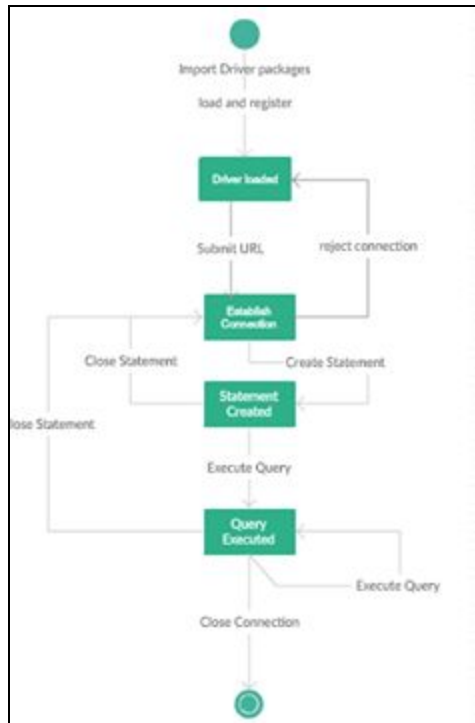 Import Driver packages
load and register
Driver loaded
Submit URL
reject connection
Establish
Connection
Close Statement
Create Statement
Statement
Created
lose Statement
Execute Query
Query
Executed
Execute Query
Close Connection